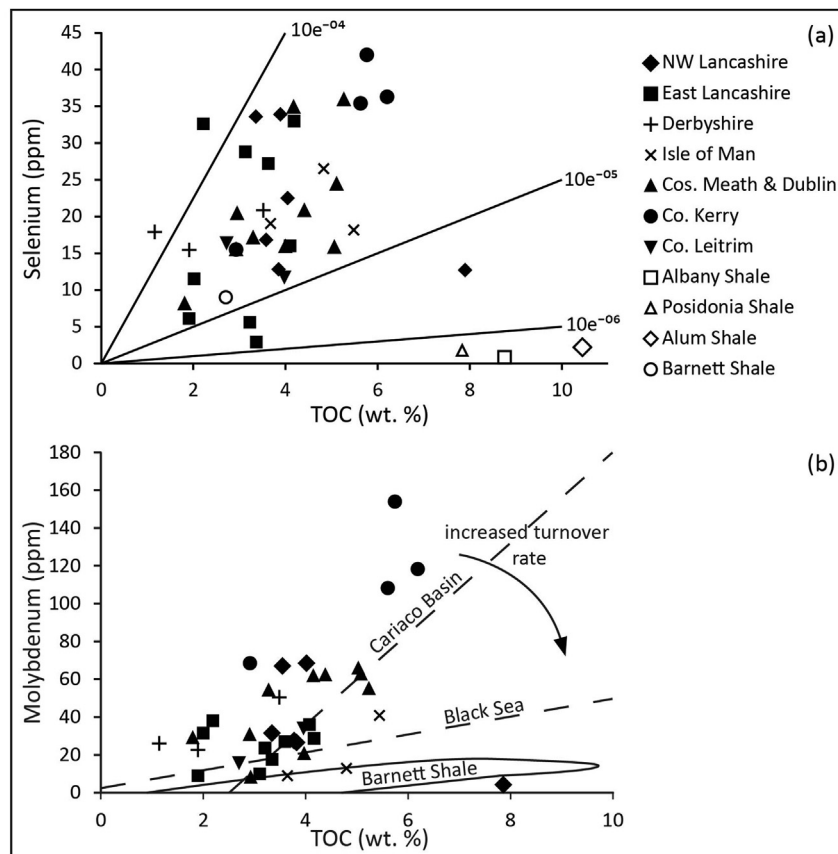 (a)
45
40
35
30
25
20
15
10
5
0
Selenium (ppm)
10e⁻⁰⁴
10e⁻⁰⁵
10e⁻⁰⁶
0 2 4 6 8 10
TOC (wt. %)
NW Lancashire
East Lancashire
Derbyshire
Isle of Man
Cos. Meath & Dublin
Co. Kerry
Co. Leitrim
Albany Shale
Posidonia Shale
Alum Shale
Barnett Shale
(b)
180
160
140
120
100
80
60
40
20
0
Molybdenum (ppm)
increased turnover
rate
Cariaco Basin
Black Sea
Barnett Shale
0 2 4 6 8 10
TOC (wt. %)